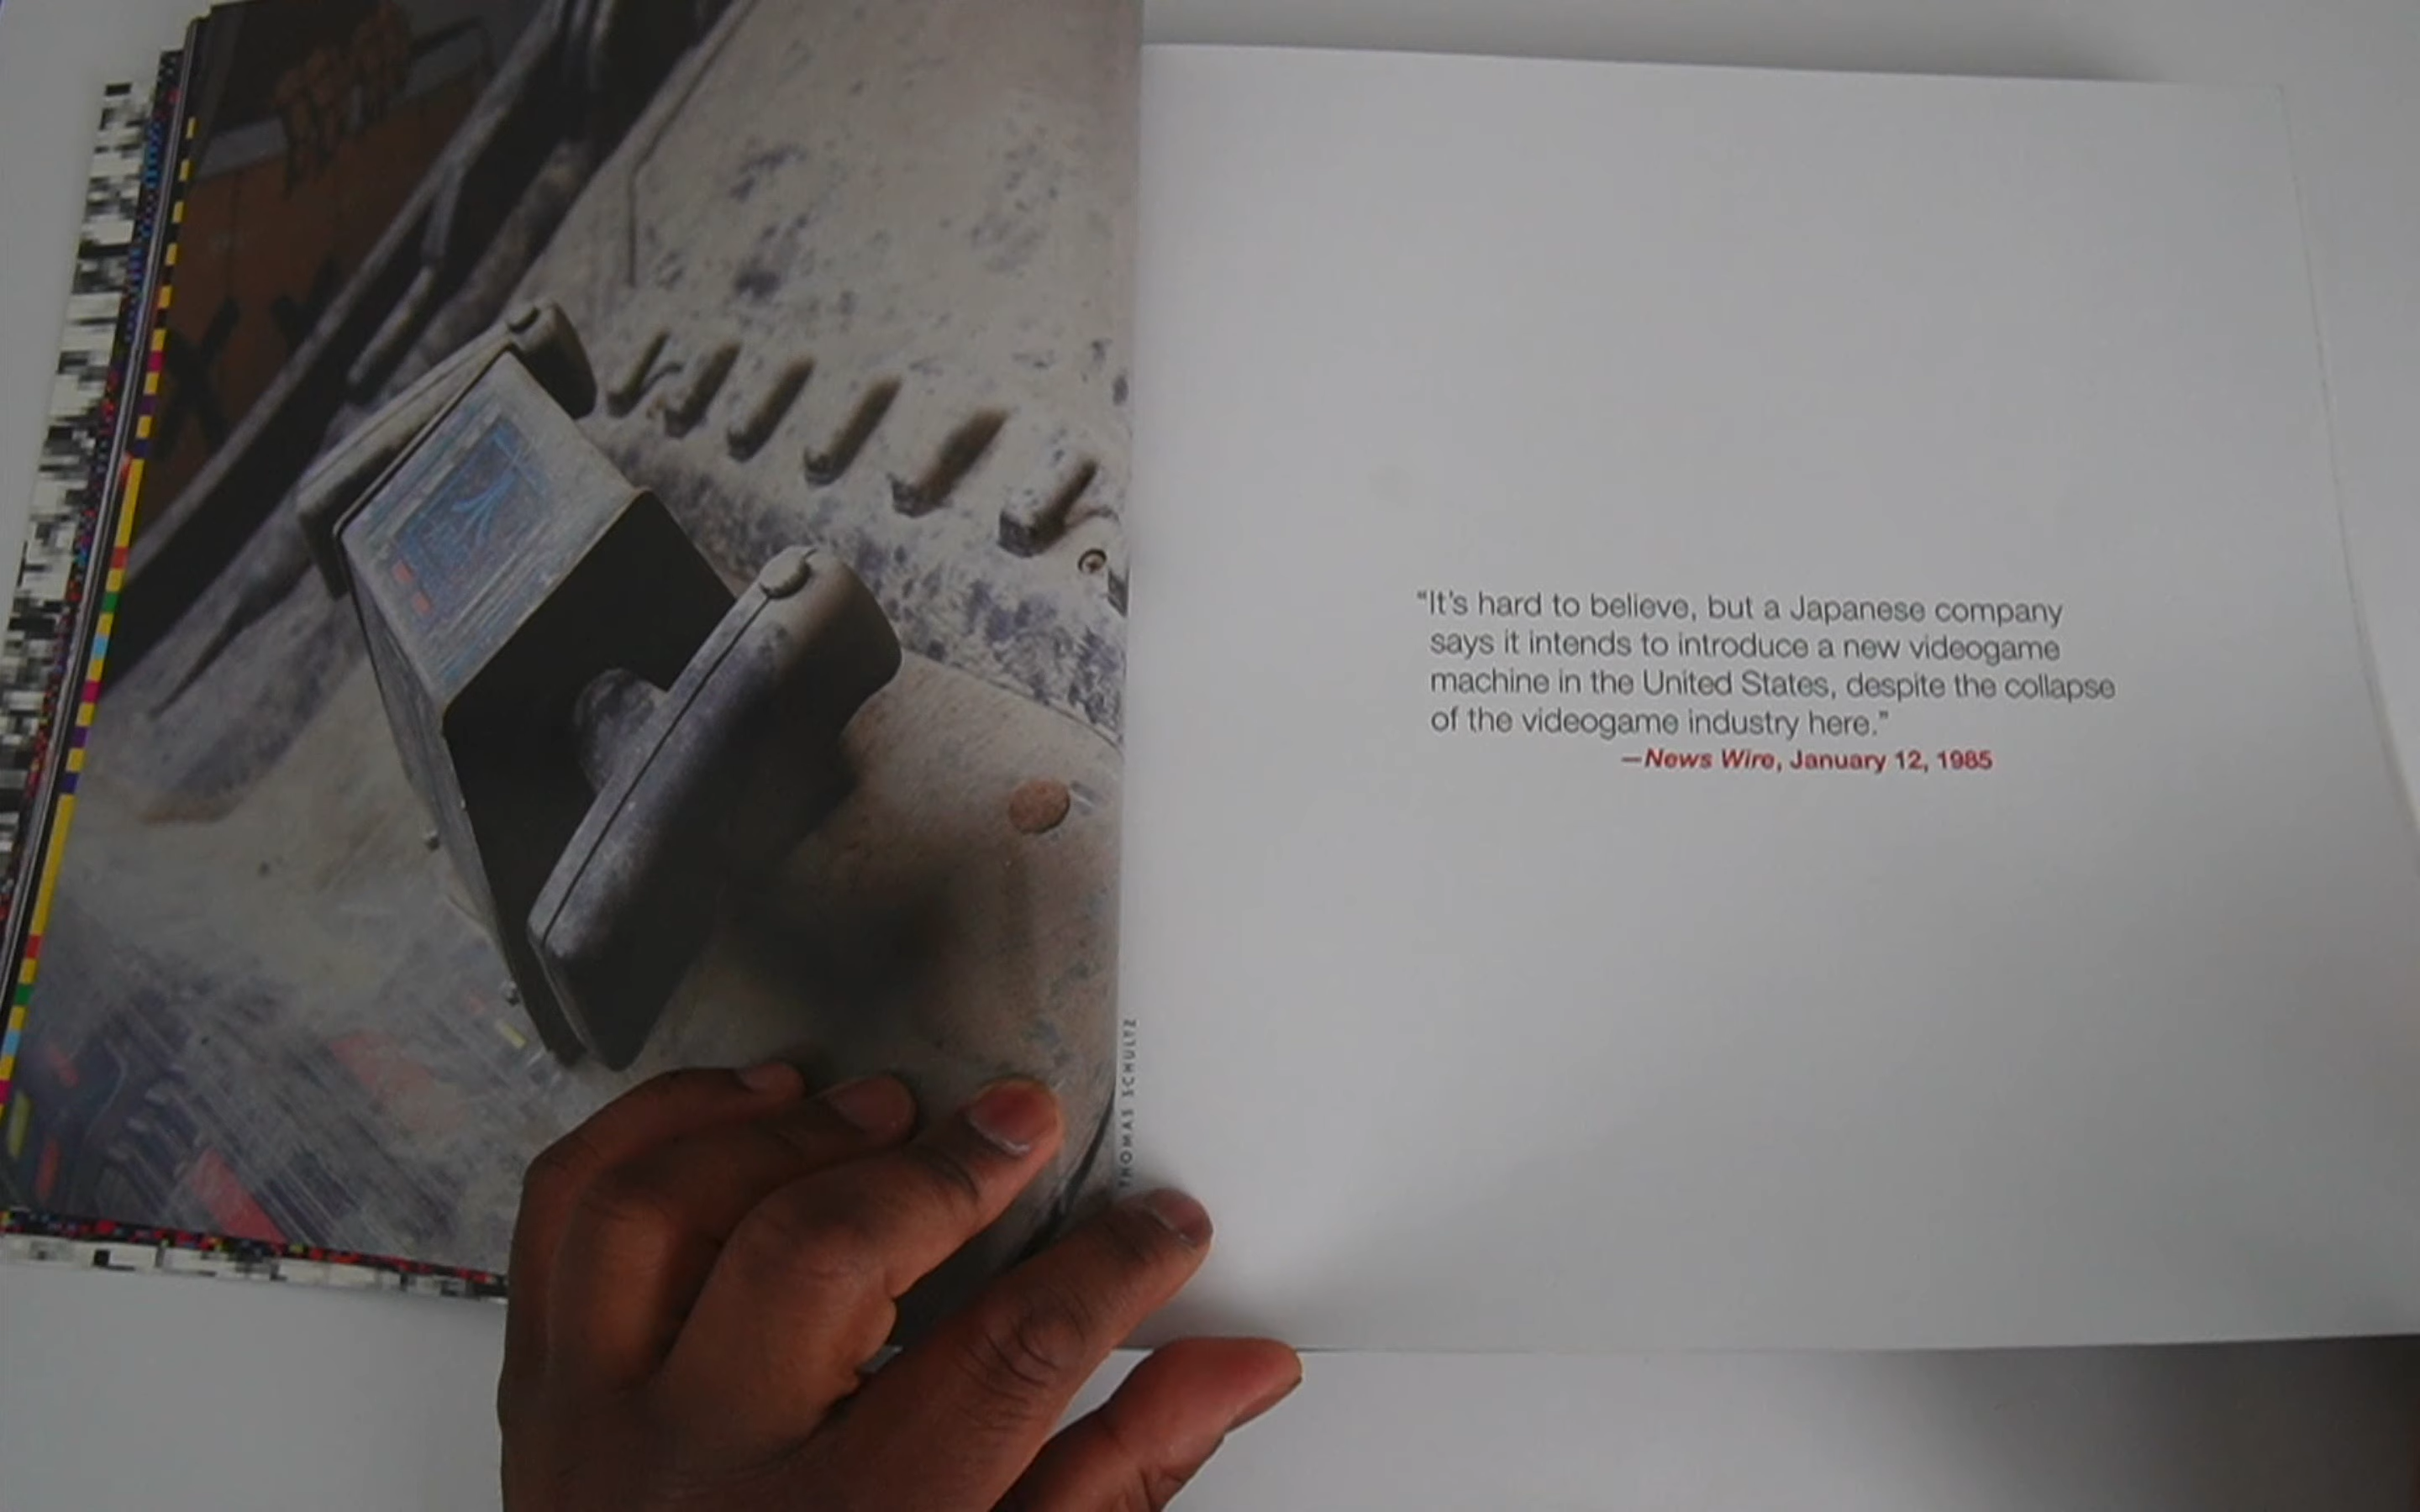 THOMAS SCHULTZ
“It’s hard to believe, but a Japanese company
says it intends to introduce a new videogame
machine in the United States, despite the collapse
of the videogame industry here.”
—News Wire, January 12, 1985